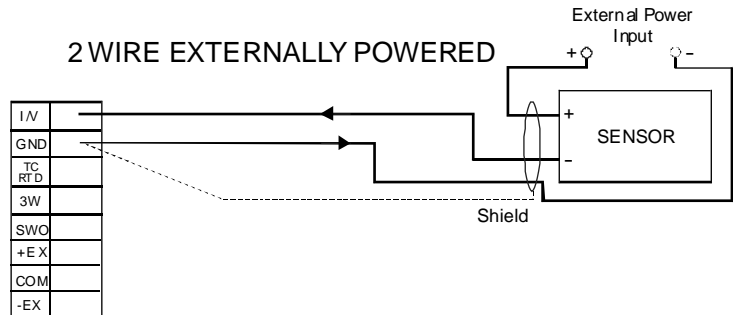 External Power
Input
2 WIRE EXTERNALLY POWERED
+ -
I/V
GND
TC
RTD
3W
SWO
+EX
COM
-EX
+
SENSOR
-
Shield